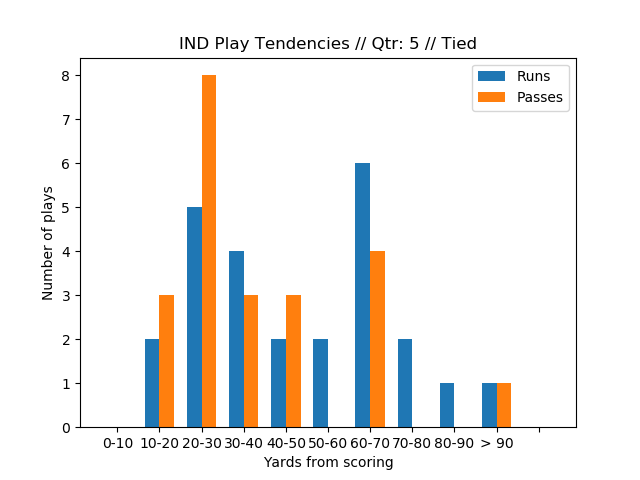 IND Play Tendencies // Qtr: 5 // Tied
Runs
Passes
Number of plays
8
7
6
5
4
3
2
1
0
0-10 10-20 20-30 30-40 40-50 50-60 60-70 70-80 80-90 > 90
Yards from scoring